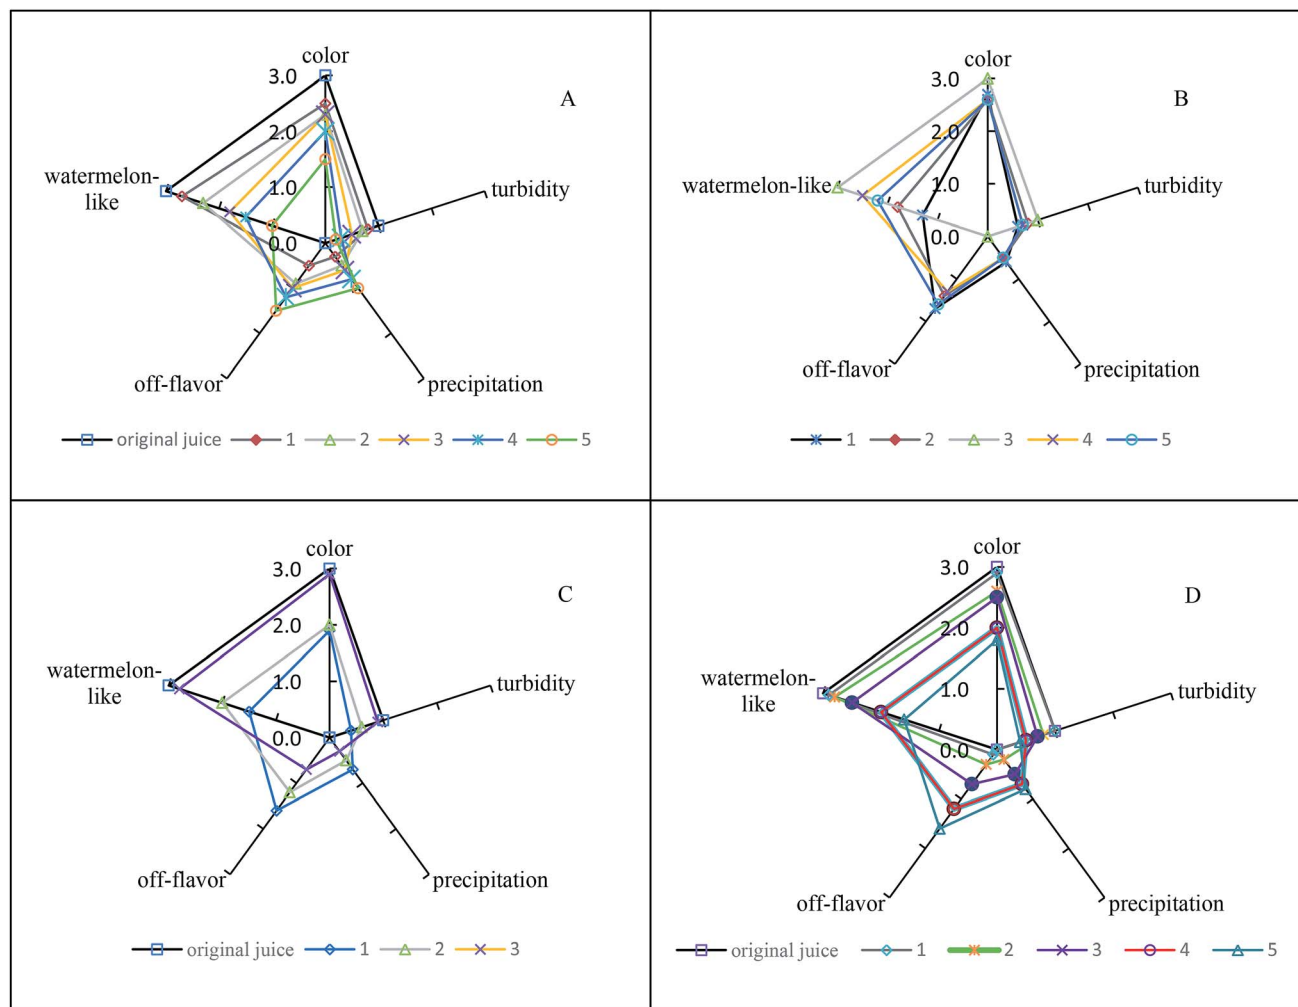 color
3.0
A
2.0
watermelon-
like
1.0
turbidity
0.0
off-flavor
precipitation
original juice 1 2 3 4 5
color
3.0
B
2.0
watermelon-like
1.0
turbidity
0.0
off-flavor
precipitation
1 2 3 4 5
color
3.0
C
2.0
watermelon-
like
1.0
turbidity
0.0
off-flavor
precipitation
original juice 1 2 3
color
3.0
D
2.0
watermelon-
like
1.0
turbidity
0.0
off-flavor
precipitation
original juice 1 2 3 4 5